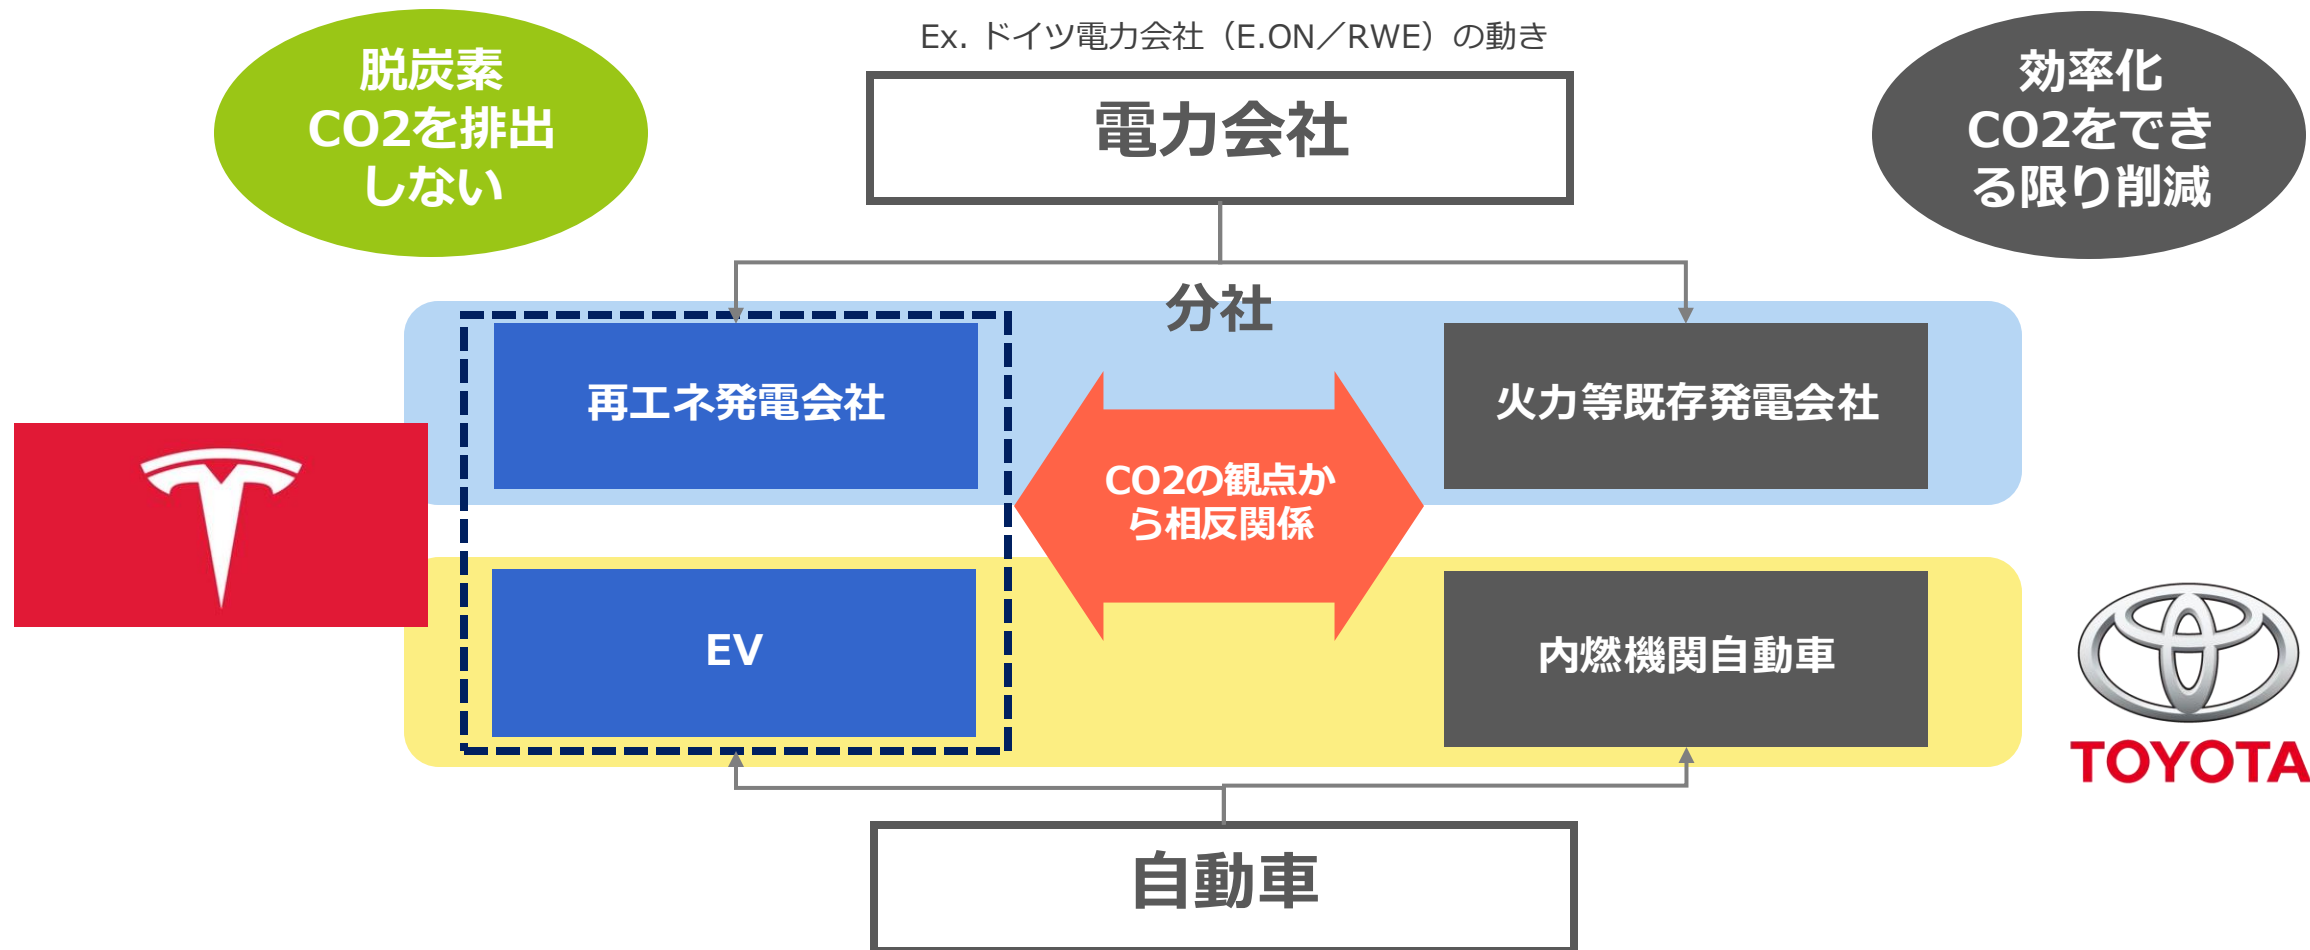 Ex. ドイツ電力会社（E.ON／RWE）の動き
脱炭素
CO2を排出
しない
電力会社
効率化
CO2をでき
る限り削減
分社
再エネ発電会社
火力等既存発電会社
CO2の観点か
ら相反関係
EV
内燃機関自動車
TOYOTA
自動車